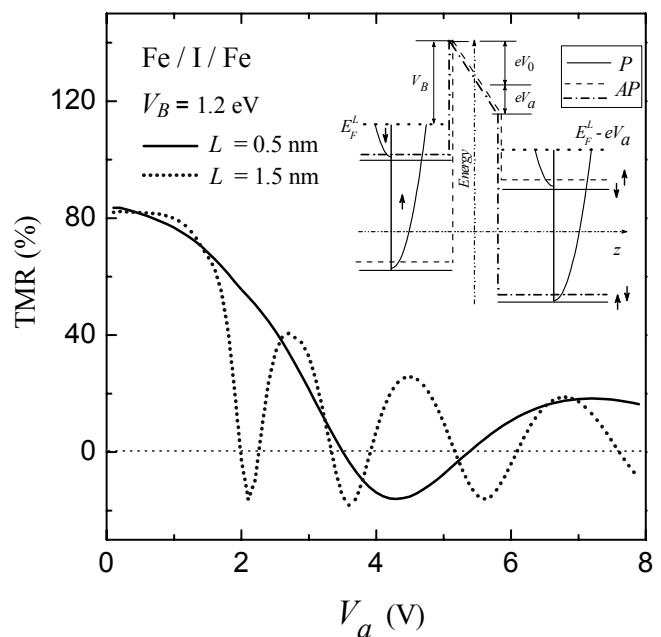 Fe / I / Fe
V_B = 1.2 eV
L = 0.5 nm
L = 1.5 nm
V_B
eV_0
eV_a
P
AP
E_F^L
E_F^L - eV_a
Energy
z
TMR (%)
120
80
40
0
0 2 4 6 8
V_a (V)